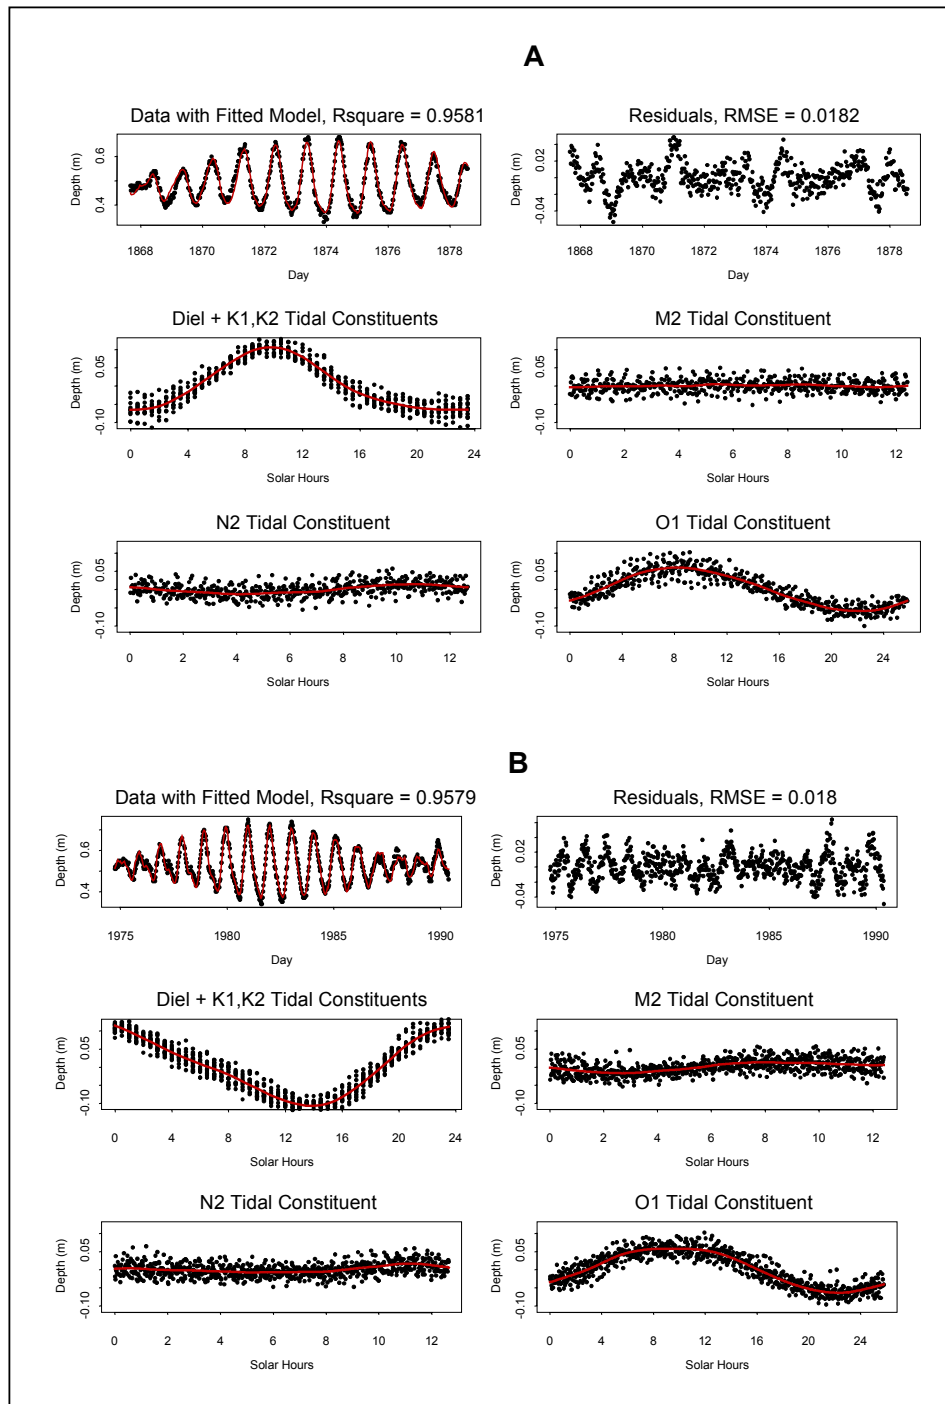 A
Data with Fitted Model, Rsquare = 0.9581
Depth (m)
0.6
0.4
1868 1870 1872 1874 1876 1878
Day
Residuals, RMSE = 0.0182
Depth (m)
0.02
-0.04
1868 1870 1872 1874 1876 1878
Day
Diel + K1,K2 Tidal Constituents
Depth (m)
0.05
-0.10
0 4 8 12 16 20 24
Solar Hours
M2 Tidal Constituent
Depth (m)
0.05
-0.10
0 2 4 6 8 10 12
Solar Hours
N2 Tidal Constituent
Depth (m)
0.05
-0.10
0 2 4 6 8 10 12
Solar Hours
O1 Tidal Constituent
Depth (m)
0.05
-0.10
0 4 8 12 16 20 24
Solar Hours
B
Data with Fitted Model, Rsquare = 0.9579
Depth (m)
0.6
0.4
1975 1980 1985 1990
Day
Residuals, RMSE = 0.018
Depth (m)
0.02
-0.04
1975 1980 1985 1990
Day
Diel + K1,K2 Tidal Constituents
Depth (m)
0.05
-0.10
0 4 8 12 16 20 24
Solar Hours
M2 Tidal Constituent
Depth (m)
0.05
-0.10
0 2 4 6 8 10 12
Solar Hours
N2 Tidal Constituent
Depth (m)
0.05
-0.10
0 2 4 6 8 10 12
Solar Hours
O1 Tidal Constituent
Depth (m)
0.05
-0.10
0 4 8 12 16 20 24
Solar Hours